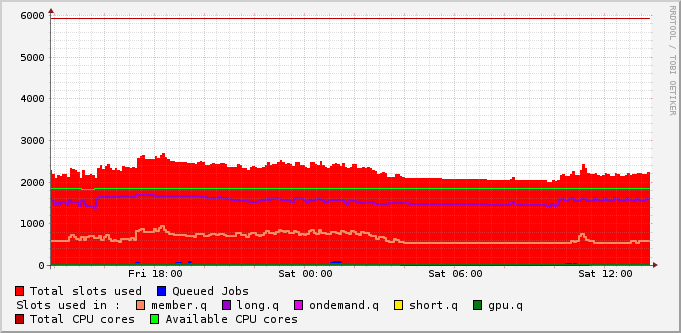 RRDTOOL / TOBI OETIKER
6000
5000
4000
3000
2000
1000
0
Fri 18:00 Sat 00:00 Sat 06:00 Sat 12:00
Total slots used Queued Jobs
Slots used in : member.q long.q ondemand.q short.q gpu.q
Total CPU cores Available CPU cores